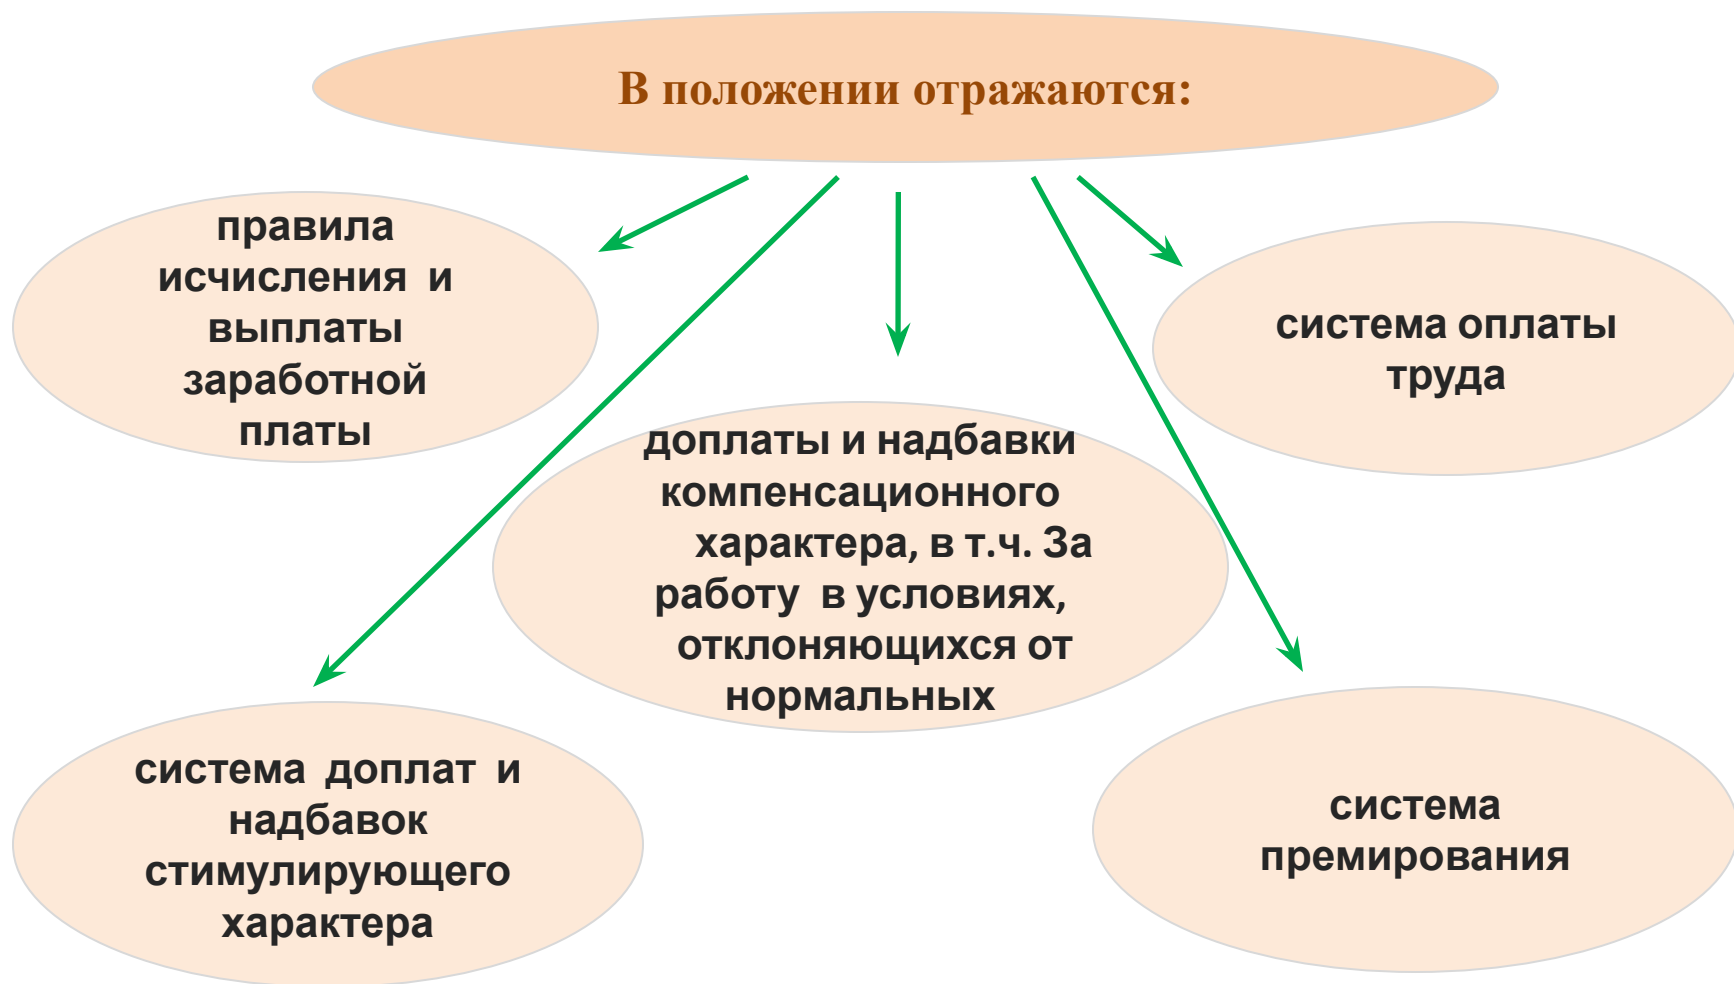 В положении отражаются:
правила
исчисления и
выплаты
заработной
платы
система оплаты
труда
доплаты и надбавки
компенсационного
характера, в т.ч. За
работу в условиях,
отклоняющихся от
нормальных
система доплат и
надбавок
стимулирующего
характера
система
премирования